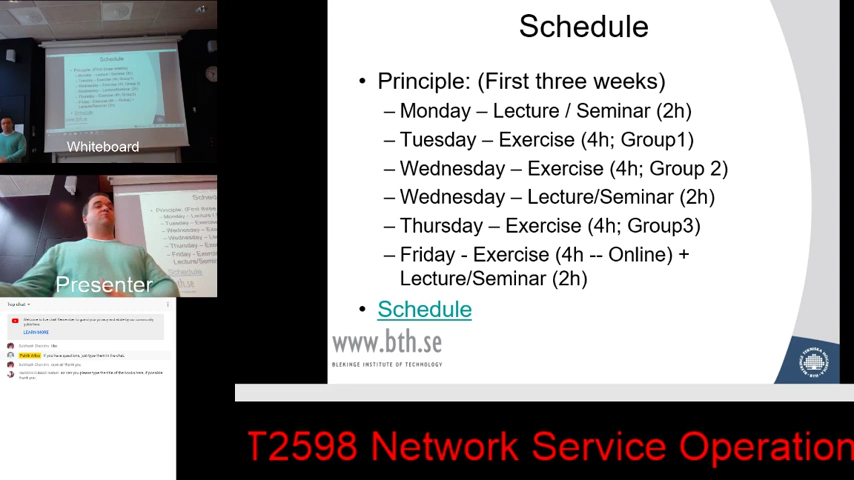 Schedule
• Principle: (First three weeks)
– Monday – Lecture / Seminar (2h)
– Tuesday – Exercise (4h; Group1)
– Wednesday – Exercise (4h; Group 2)
– Wednesday – Lecture/Seminar (2h)
– Thursday – Exercise (4h; Group3)
– Friday - Exercise (4h -- Online) +
Lecture/Seminar (2h)
• Schedule
www.bth.se
BLEKINGE INSTITUTE OF TECHNOLOGY
Whiteboard
Presenter
LEARN MORE
T2598 Network Service Operation